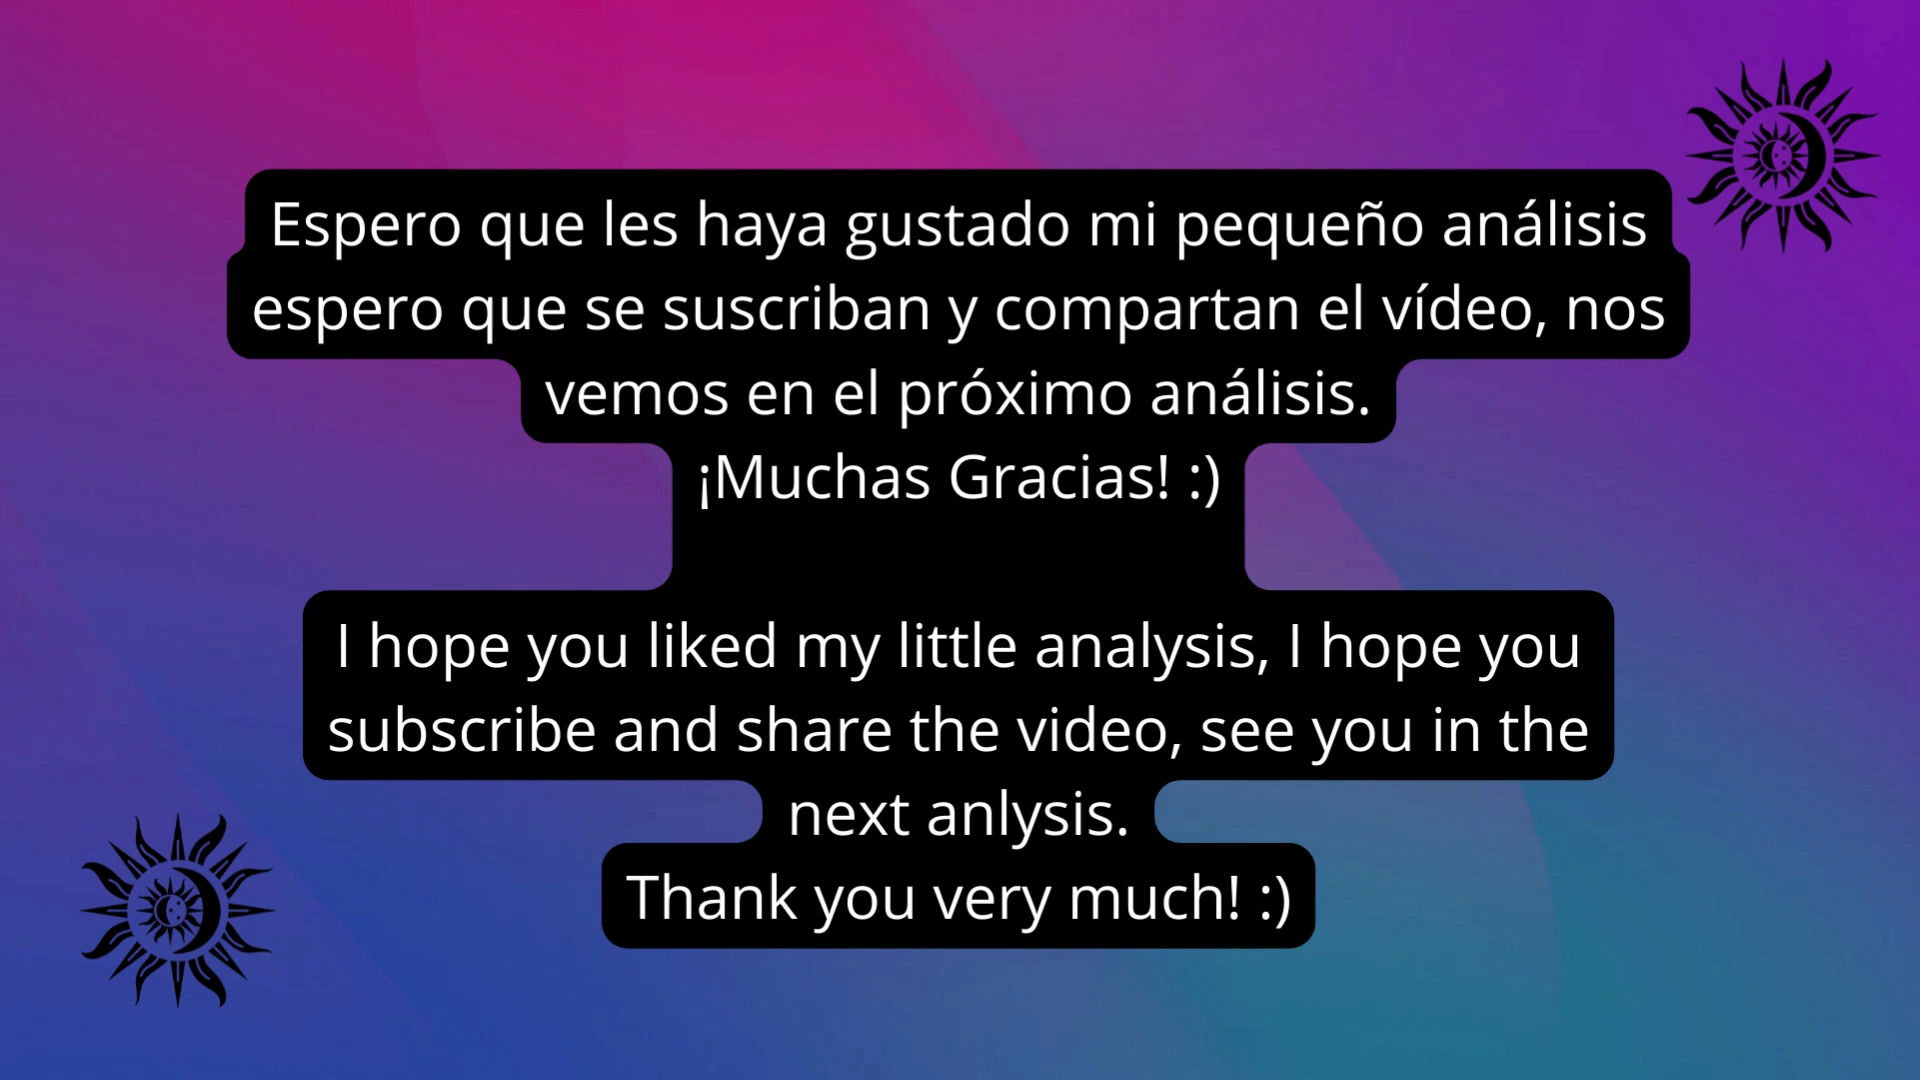 Espero que les haya gustado mi pequeño análisis
espero que se suscriban y compartan el vídeo, nos
vemos en el próximo análisis.
¡Muchas Gracias! :)
I hope you liked my little analysis, I hope you
subscribe and share the video, see you in the
next anlysis.
Thank you very much! :)